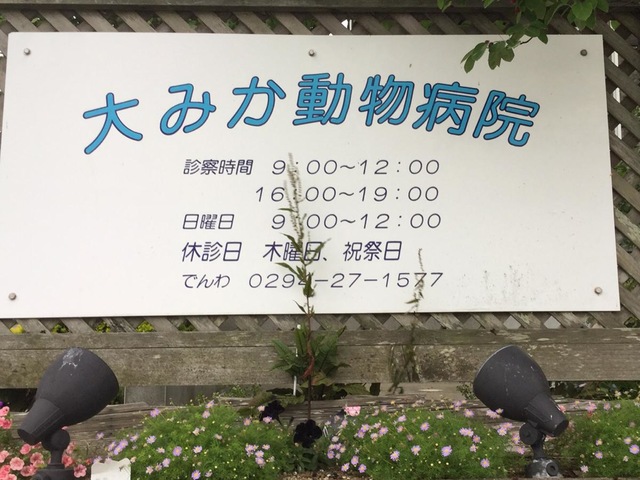 大みか動物病院
診察時間 9:00～12:00
16:00～19:00
日曜日 9:00～12:00
休診日 木曜日、祝祭日
でんわ 0294-27-1577